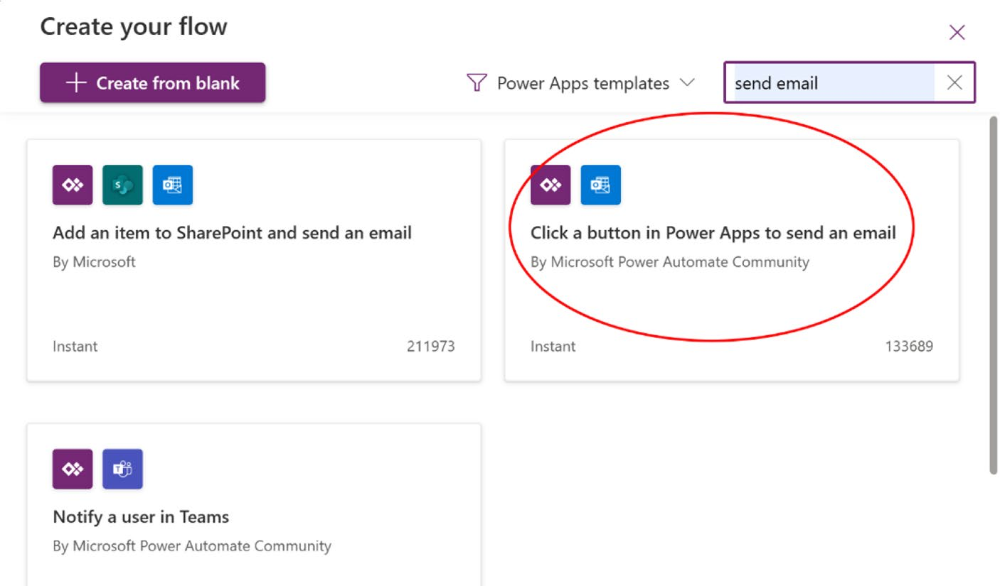 Create your flow
Create from blank
Power Apps templates
send email
Add an item to SharePoint and send an email
By Microsoft
Instant
211973
Click a button in Power Apps to send an email
By Microsoft Power Automate Community
Instant
133689
Notify a user in Teams
By Microsoft Power Automate Community